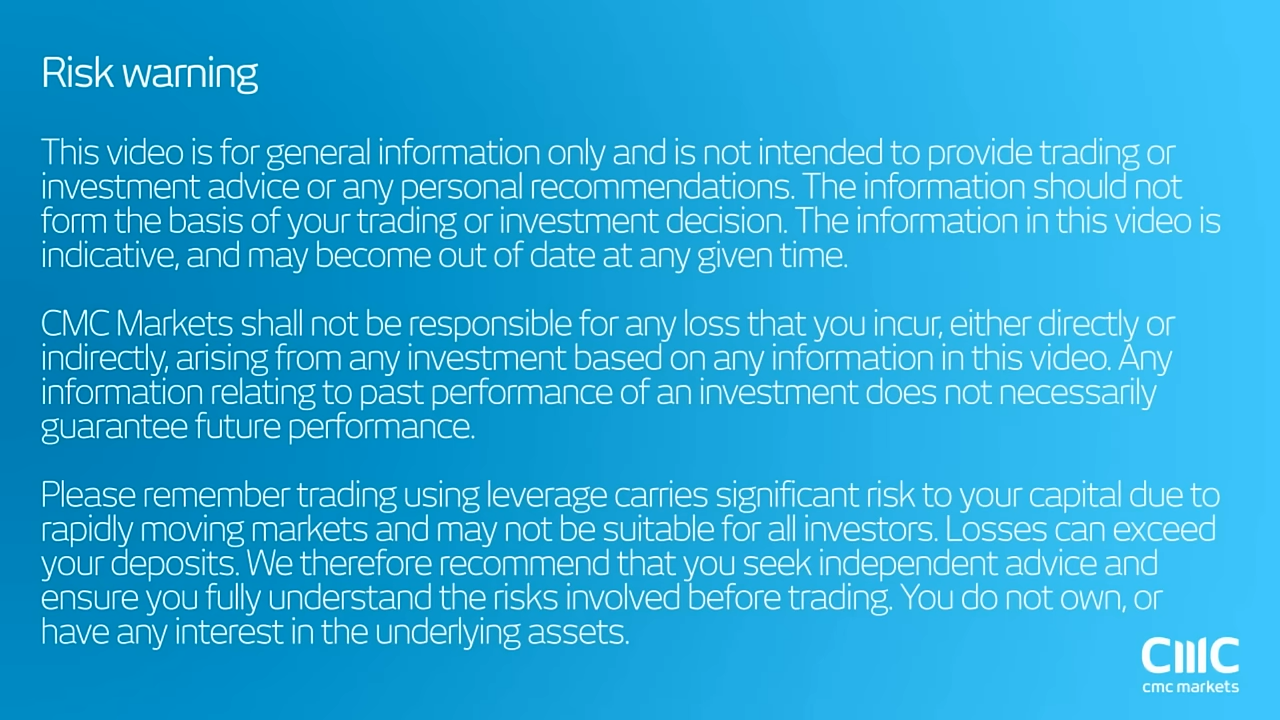 Risk warning
This video is for general information only and is not intended to provide trading or
investment advice or any personal recommendations. The information should not
form the basis of your trading or investment decision. The information in this video is
indicative, and may become out of date at any given time.
CMC Markets shall not be responsible for any loss that you incur, either directly or
indirectly, arising from any investment based on any information in this video. Any
information relating to past performance of an investment does not necessarily
guarantee future performance.
Please remember trading using leverage carries significant risk to your capital due to
rapidly moving markets and may not be suitable for all investors. Losses can exceed
your deposits. We therefore recommend that you seek independent advice and
ensure you fully understand the risks involved before trading. You do not own, or
have any interest in the underlying assets.
CMC
cmc markets